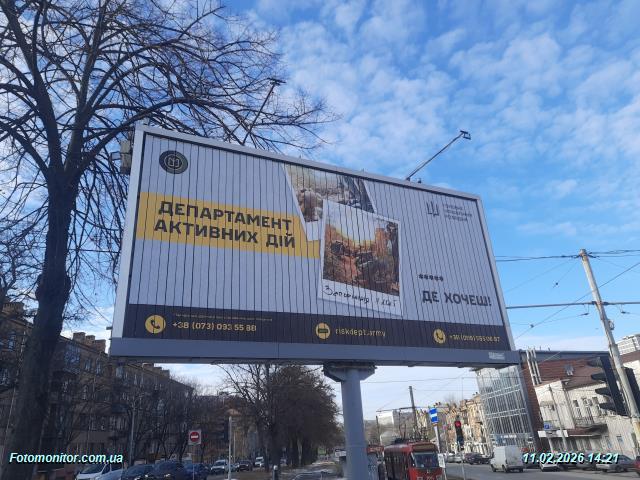 ДЕПАРТАМЕНТ
АКТИВНИХ ДІЙ
ДЕ ХОЧЕШ!
+38 (073) 093 55 88
riskdept.army
Fotomonitor.com.ua
11.02.2026 14:21